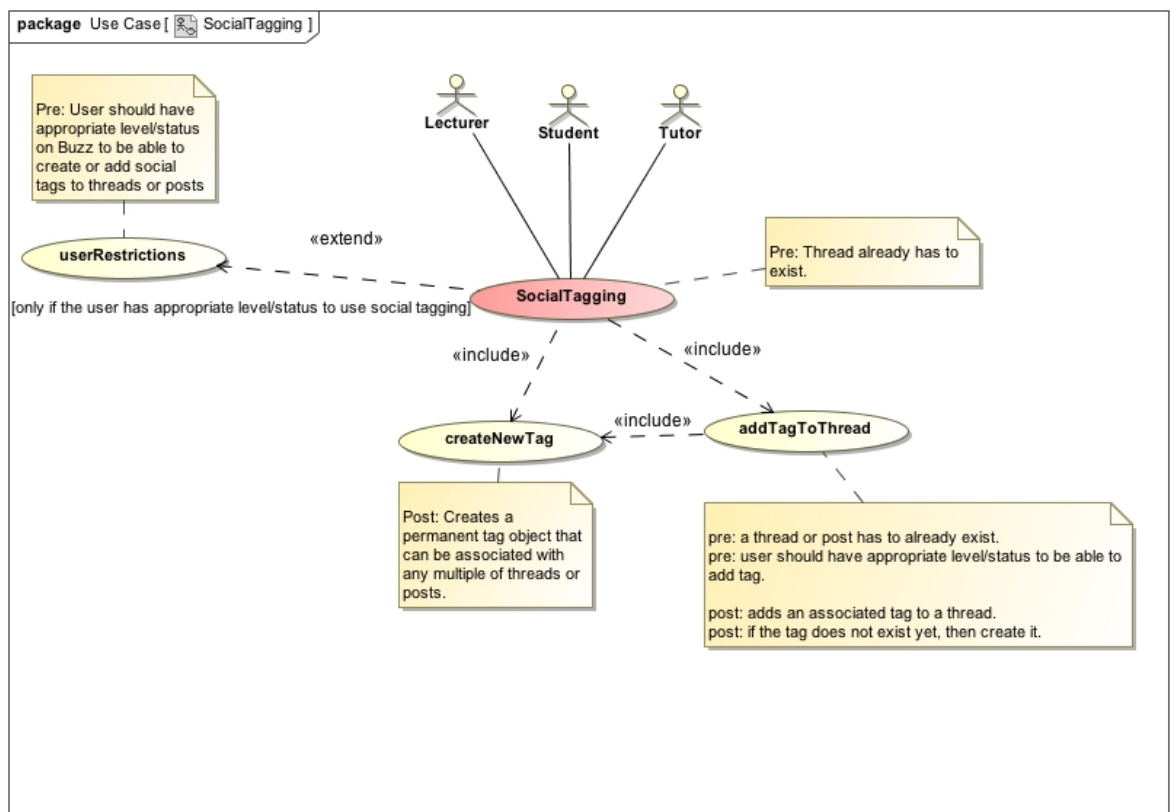 package Use Case [ SocialTagging ]
Pre: User should have
appropriate level/status
on Buzz to be able to
create or add social
tags to threads or posts
Lecturer
Student
Tutor
«extend»
userRestrictions
Pre: Thread already has to
exist.
SocialTagging
[only if the user has appropriate level/status to use social tagging]
«include»
«include»
«include»
createNewTag
addTagToThread
Post: Creates a
permanent tag object that
can be associated with
any multiple of threads or
posts.
pre: a thread or post has to already exist.
pre: user should have appropriate level/status to be able to
add tag.
post: adds an associated tag to a thread.
post: if the tag does not exist yet, then create it.